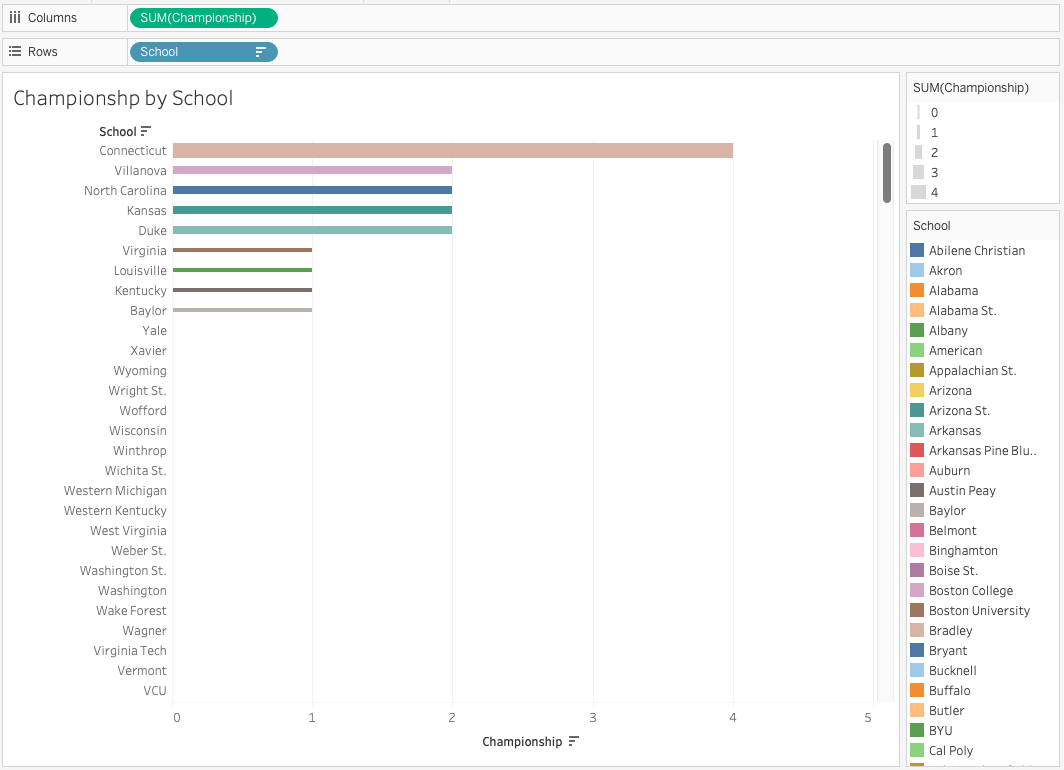 Columns
SUM(Championship)
Rows
School
Championshp by School
School
Connecticut
Villanova
North Carolina
Kansas
Duke
Virginia
Louisville
Kentucky
Baylor
Yale
Xavier
Wyoming
Wright St.
Wofford
Wisconsin
Winthrop
Wichita St.
Western Michigan
Western Kentucky
West Virginia
Weber St.
Washington St.
Washington
Wake Forest
Wagner
Virginia Tech
Vermont
VCU
0 1 2 3 4 5
Championship
SUM(Championship)
0
1
2
3
4
School
Abilene Christian
Akron
Alabama
Alabama St.
Albany
American
Appalachian St.
Arizona
Arizona St.
Arkansas
Arkansas Pine Blu..
Auburn
Austin Peay
Baylor
Belmont
Binghamton
Boise St.
Boston College
Boston University
Bradley
Bryant
Bucknell
Buffalo
Butler
BYU
Cal Poly